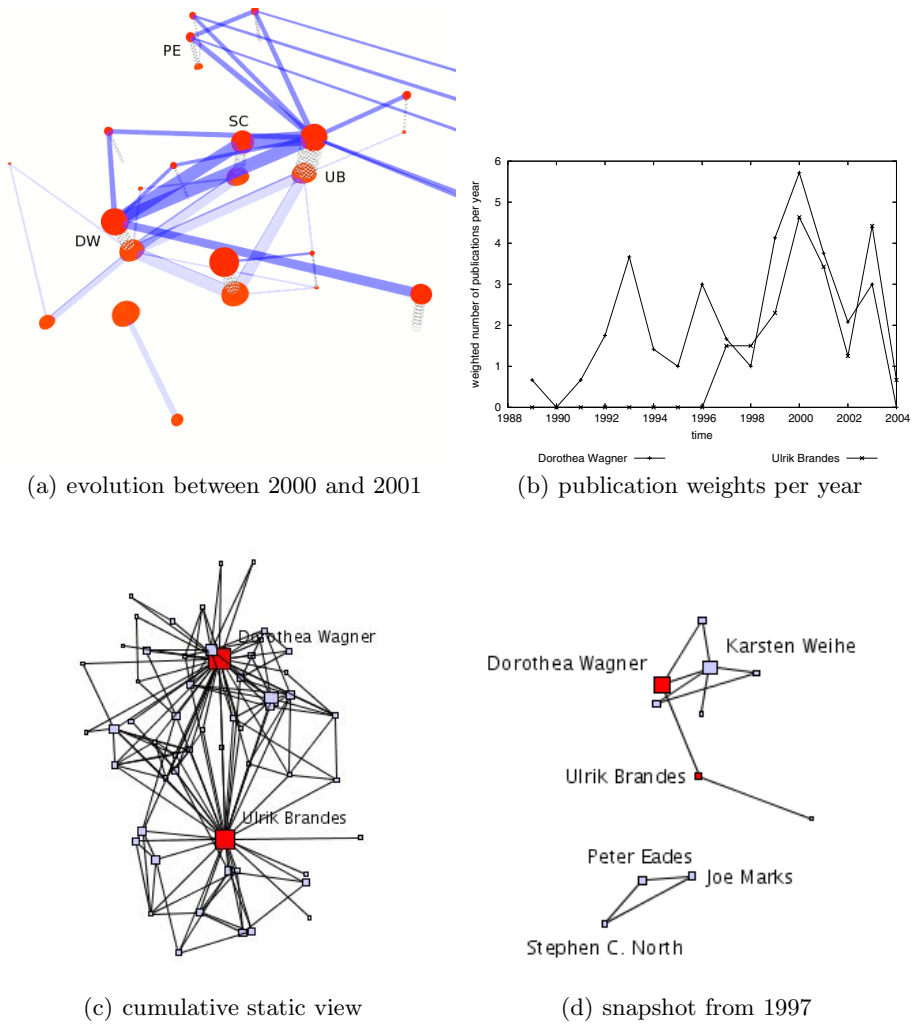 PE
SC
UB
DW
(a) evolution between 2000 and 2001
weighted number of publications per year
6
5
4
3
2
1
0
1988 1990 1992 1994 1996 1998 2000 2002 2004
time
Dorothea Wagner
Ulrik Brandes
(b) publication weights per year
Dorothea Wagner
Ulrik Brandes
(c) cumulative static view
Karsten Weihe
Dorothea Wagner
Ulrik Brandes
Peter Eades
Joe Marks
Stephen C. North
(d) snapshot from 1997